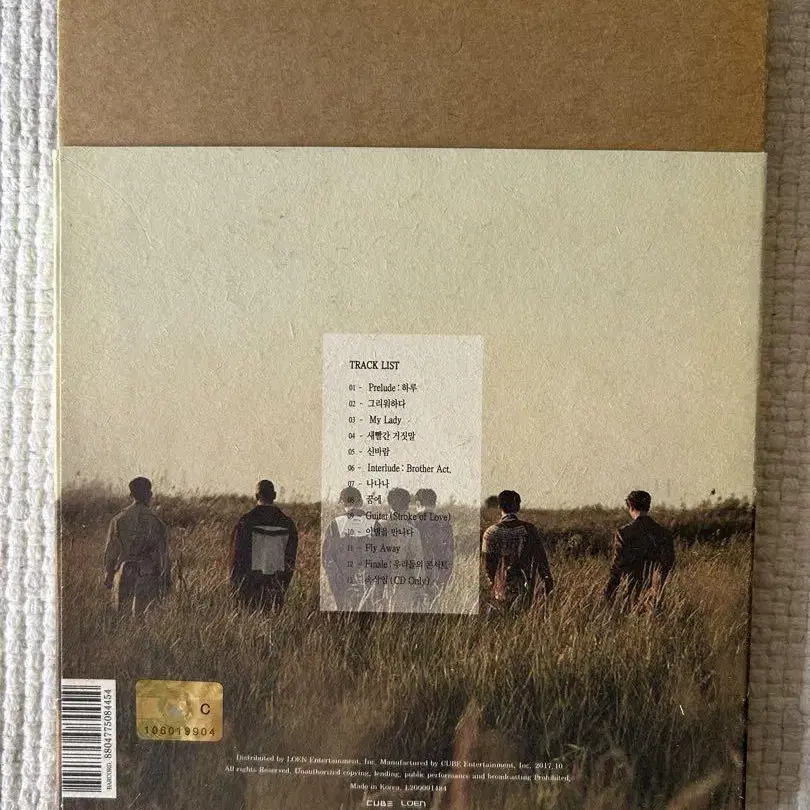 TRACK LIST
01 - Prelude : 하루
02 - 그리워하다
03 - My Lady
04 - 새빨간 거짓말
05 - 신바람
06 - Interlude : Brother Act.
07 - 나나나
08 - 꿈에
09 - Guitar (Stroke of Love)
10 - 이별을 만나다
11 - Fly Away
12 - Finale : 우리들의 콘서트
13 - (CD Only)
C
106019904
BARCODE 8804775084454
Distributed by LOEN Entertainment, Inc. Manufactured by CUBE Entertainment, Inc. 2017.10
All rights Reserved. Unauthorized copying, lending, public performance and broadcasting Prohibited.
Made in Korea. L200001484
CUBE LOEN